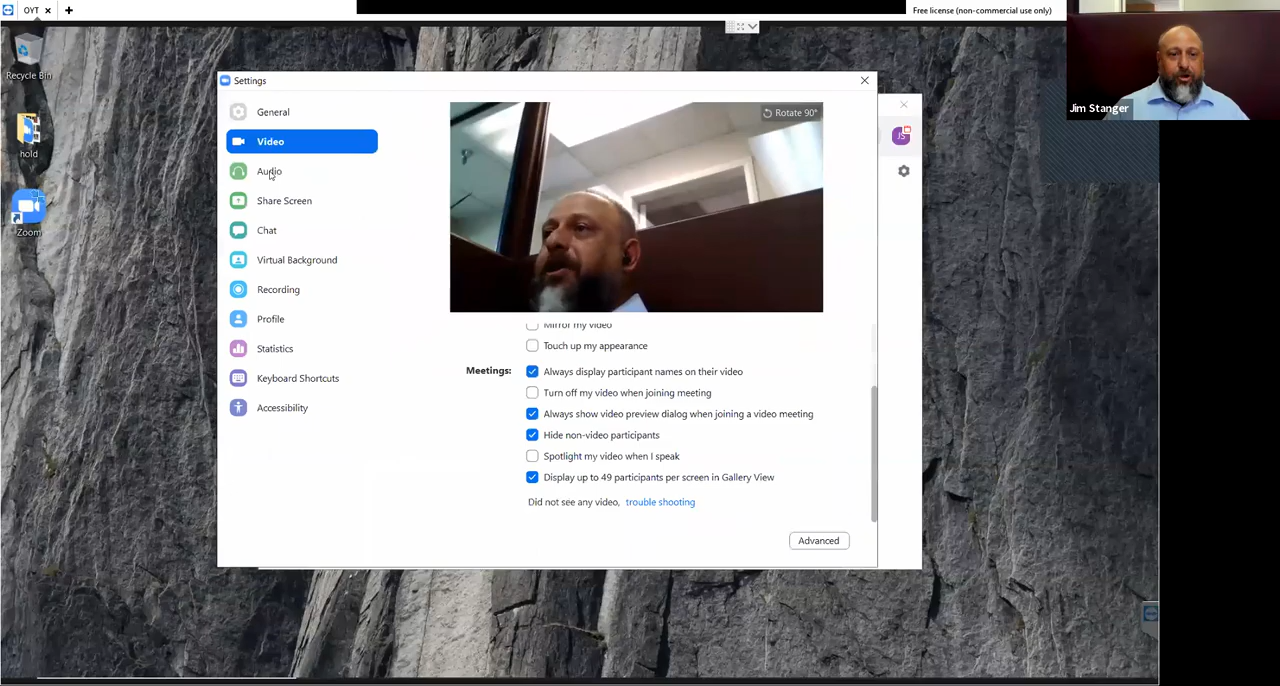 OYT
Free license (non-commercial use only)
Recycle Bin
hold
Zoom
Settings
General
Video
Audio
Share Screen
Chat
Virtual Background
Recording
Profile
Statistics
Keyboard Shortcuts
Accessibility
Rotate 90°
Mirror my video
Touch up my appearance
Meetings:
Always display participant names on their video
Turn off my video when joining meeting
Always show video preview dialog when joining a video meeting
Hide non-video participants
Spotlight my video when I speak
Display up to 49 participants per screen in Gallery View
Did not see any video, trouble shooting
Advanced
JS
Jim Stanger